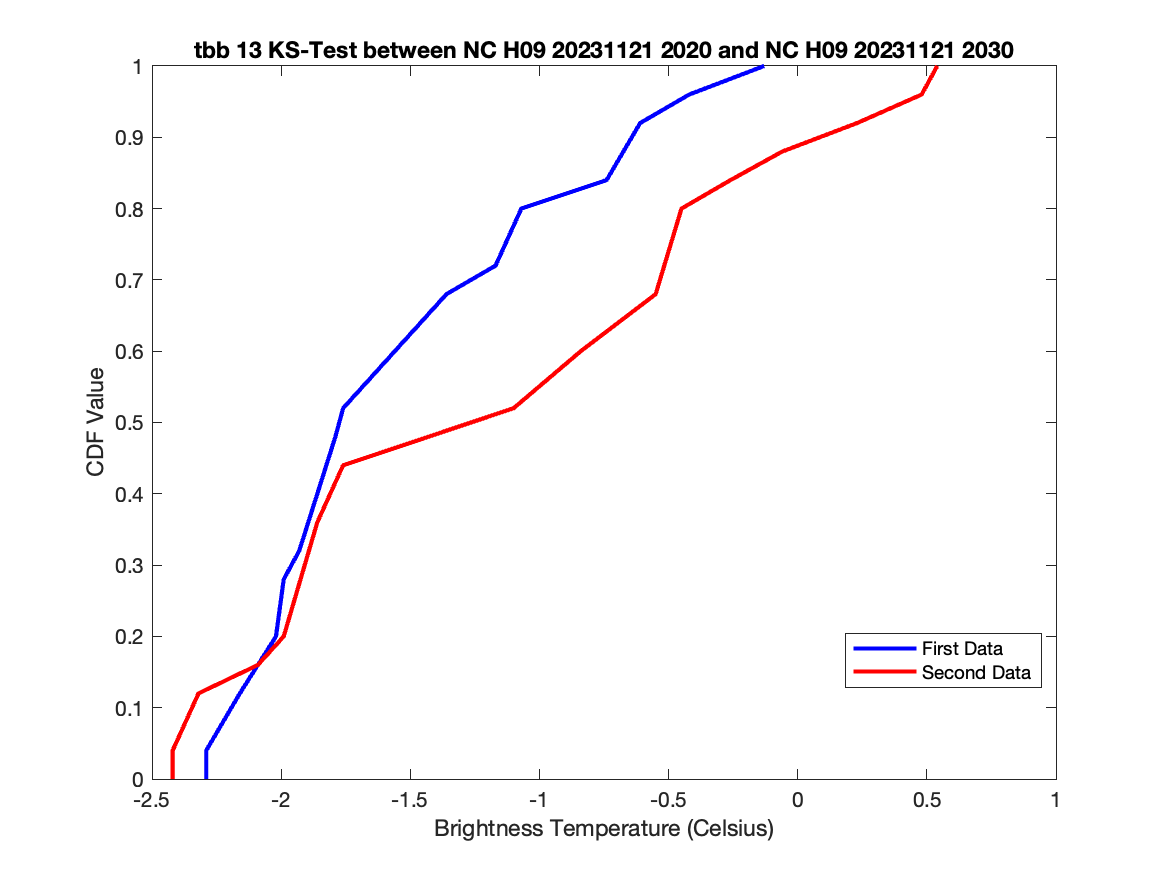 tbb 13 KS-Test between NC H09 20231121 2020 and NC H09 20231121 2030
1
0.9
0.8
0.7
0.6
0.5
0.4
0.3
0.2
0.1
0
CDF Value
First Data
Second Data
-2.5 -2 -1.5 -1 -0.5 0 0.5 1
Brightness Temperature (Celsius)